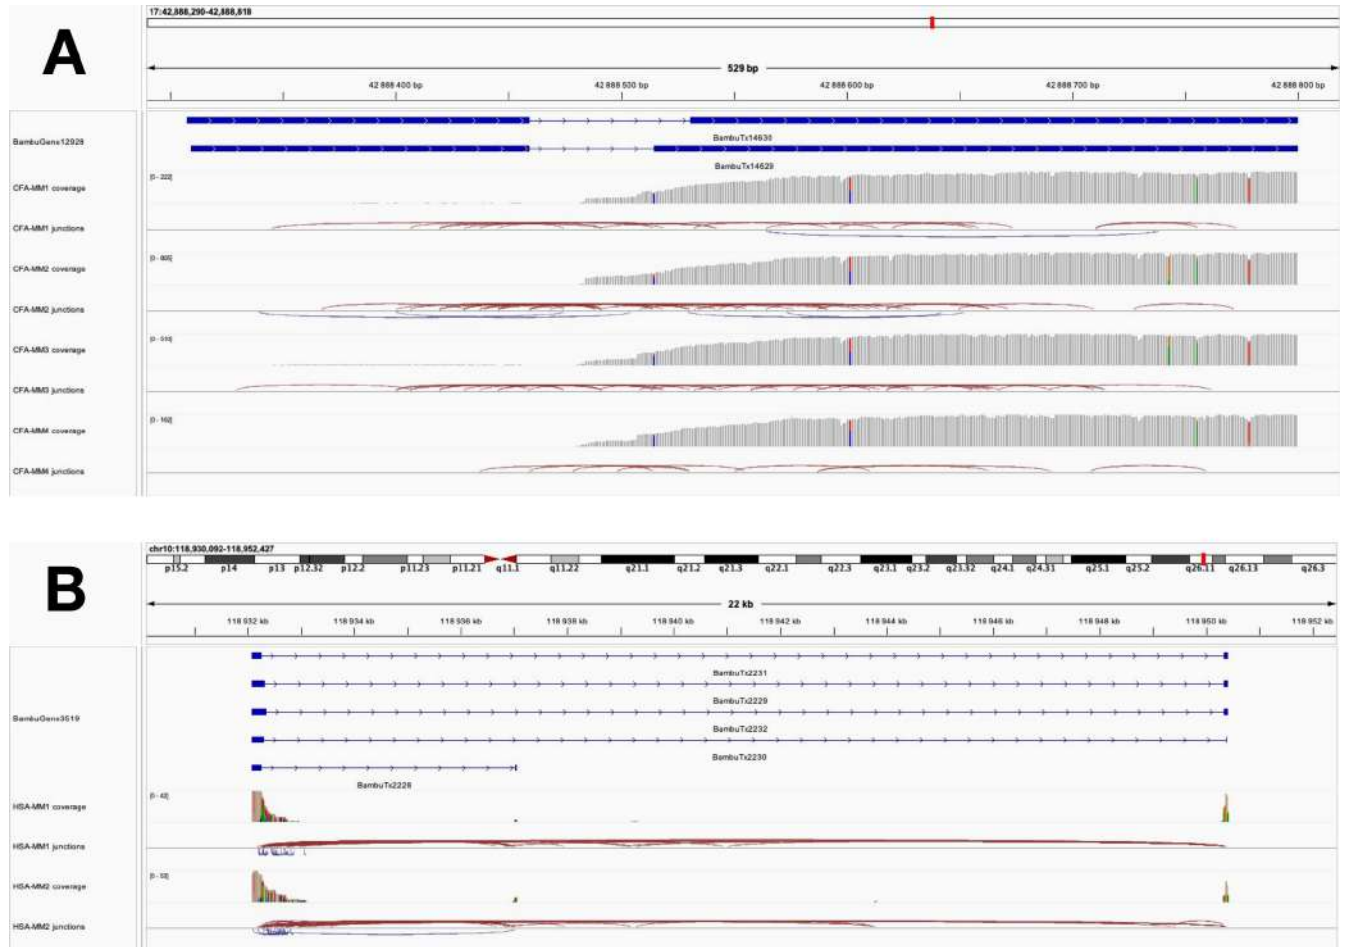 A
17:42,888,290-42,888,818
529 bp
42 888 400 bp 42 888 500 bp 42 888 600 bp 42 888 700 bp 42 888 800 bp
BambuGene12928
BambuTx14630
BambuTx14629
CFA-MM1 coverage [0 - 222]
CFA-MM1 junctions
CFA-MM2 coverage
CFA-MM2 junctions
CFA-MM3 coverage
CFA-MM3 junctions
CFA-MM4 coverage [0 - 162]
CFA-MM4 junctions
B
chr10:118,930,092-118,952,427
p15.2 p14 p13 p12.32 p12.2 p11.23 p11.21 q11.1 q11.22 q21.1 q21.2 q21.3 q22.1 q22.3 q23.1 q23.2 q23.32 q24.1 q24.31 q25.1 q25.2 q26.11 q26.13 q26.3
22 kb
118 932 kb 118 934 kb 118 936 kb 118 938 kb 118 940 kb 118 942 kb 118 944 kb 118 946 kb 118 948 kb 118 950 kb 118 952 kb
BambuTx2231
BambuTx2229
BambuGene3519
BambuTx2232
BambuTx2230
BambuTx2228
HSA-MM1 coverage
HSA-MM1 junctions
HSA-MM2 coverage
HSA-MM2 junctions